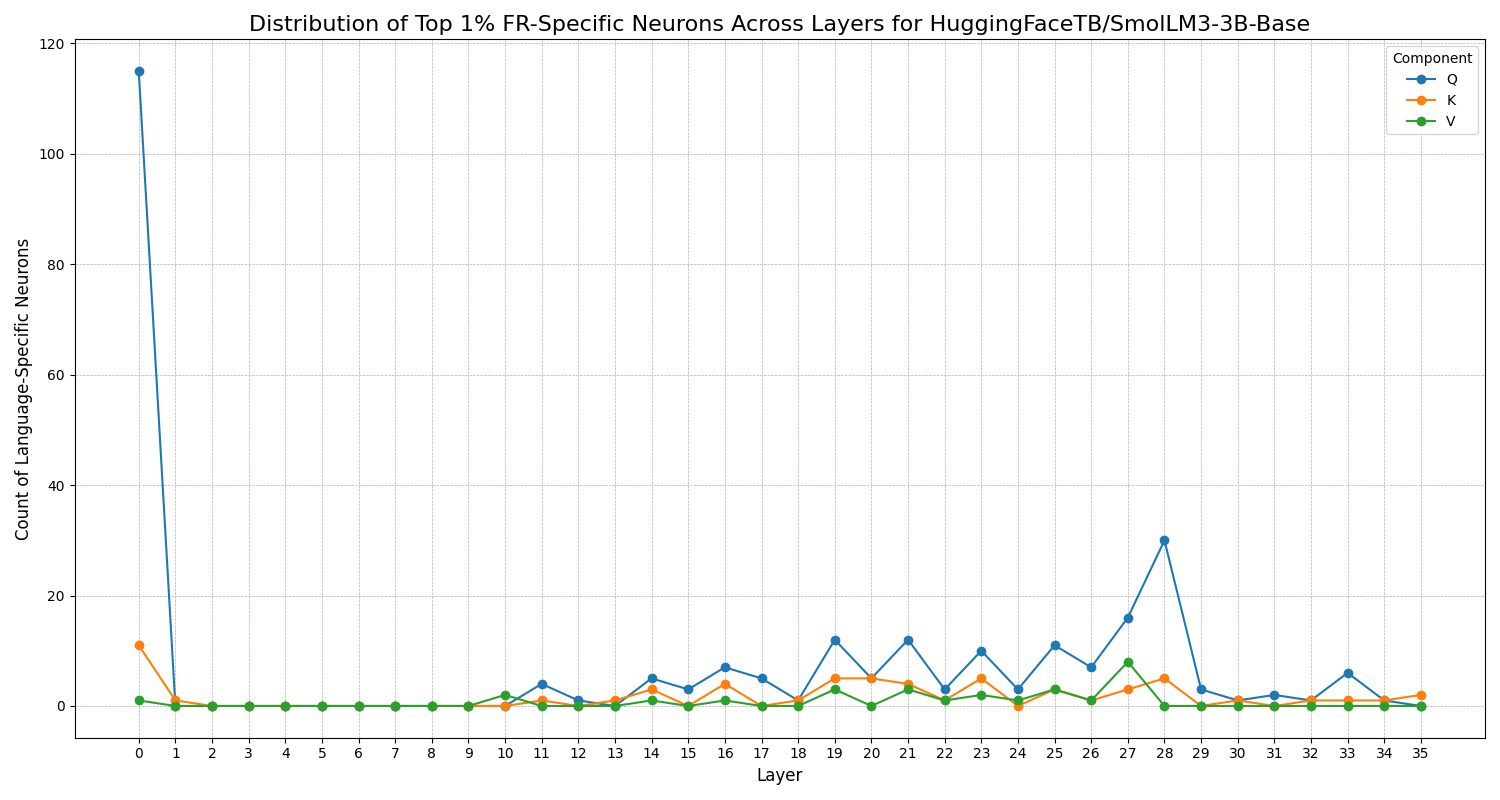 Distribution of Top 1% FR-Specific Neurons Across Layers for HuggingFaceTB/SmolLM3-3B-Base
Component
Q
K
V
Count of Language-Specific Neurons
120
100
80
60
40
20
0
0 1 2 3 4 5 6 7 8 9 10 11 12 13 14 15 16 17 18 19 20 21 22 23 24 25 26 27 28 29 30 31 32 33 34 35
Layer